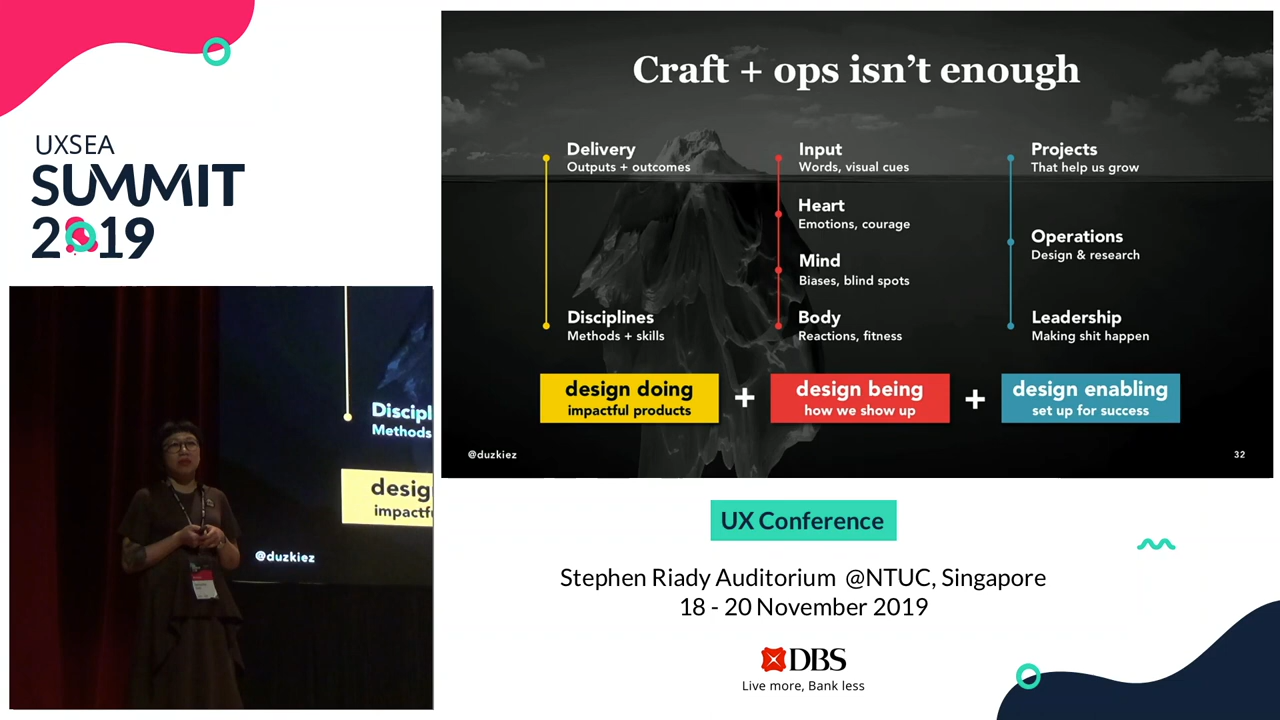 UXSEA
SUMMIT
2019
Craft + ops isn't enough
Delivery
Outputs + outcomes
Disciplines
Methods + skills
Input
Words, visual cues
Heart
Emotions, courage
Mind
Biases, blind spots
Body
Reactions, fitness
Projects
That help us grow
Operations
Design & research
Leadership
Making shit happen
design doing
impactful products
+
design being
how we show up
+
design enabling
set up for success
@duzkiez
32
Discipl
Methods
desig
impactfu
@duzkiez
UX Conference
Stephen Riady Auditorium @NTUC, Singapore
18 - 20 November 2019
DBS
Live more, Bank less